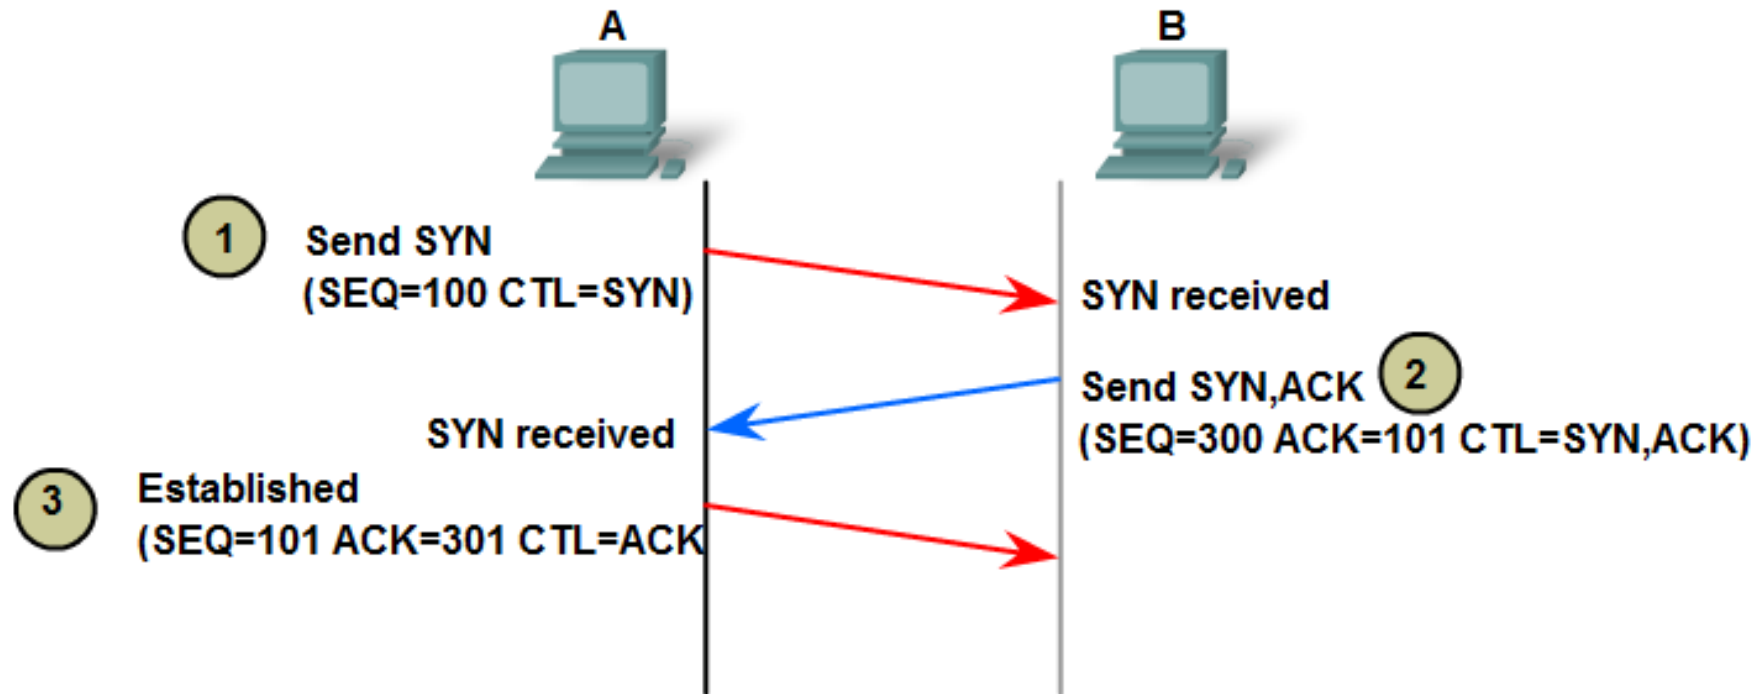 A
B
1
Send SYN
(SEQ=100 CTL=SYN)
SYN received
2
Send SYN,ACK
(SEQ=300 ACK=101 CTL=SYN,ACK)
SYN received
3
Established
(SEQ=101 ACK=301 CTL=ACK